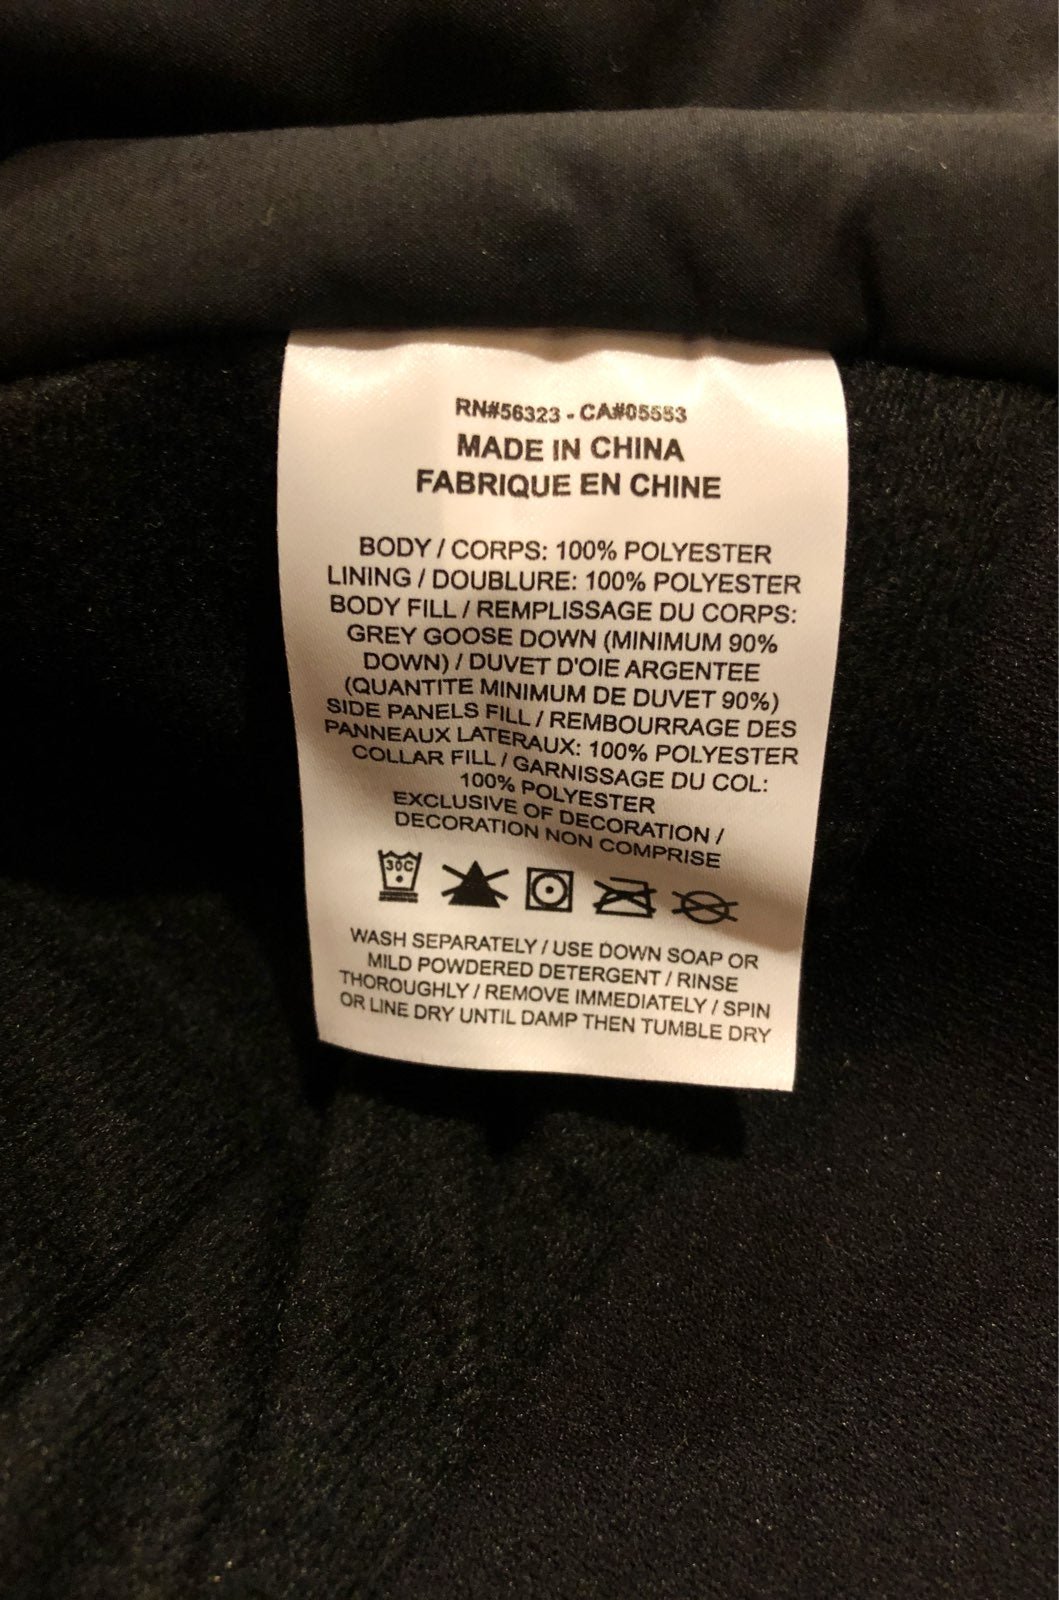 RN#56323 - CA#05553
MADE IN CHINA
FABRIQUE EN CHINE
BODY / CORPS: 100% POLYESTER
LINING / DOUBLURE: 100% POLYESTER
BODY FILL / REMPLISSAGE DU CORPS:
GREY GOOSE DOWN (MINIMUM 90%
DOWN) / DUVET D'OIE ARGENTEE
(QUANTITE MINIMUM DE DUVET 90%)
SIDE PANELS FILL / REMBOURRAGE DES
PANNEAUX LATERAUX: 100% POLYESTER
COLLAR FILL / GARNISSAGE DU COL:
100% POLYESTER
EXCLUSIVE OF DECORATION /
DECORATION NON COMPRISE
30C
WASH SEPARATELY / USE DOWN SOAP OR
MILD POWDERED DETERGENT / RINSE
THOROUGHLY / REMOVE IMMEDIATELY / SPIN
OR LINE DRY UNTIL DAMP THEN TUMBLE DRY